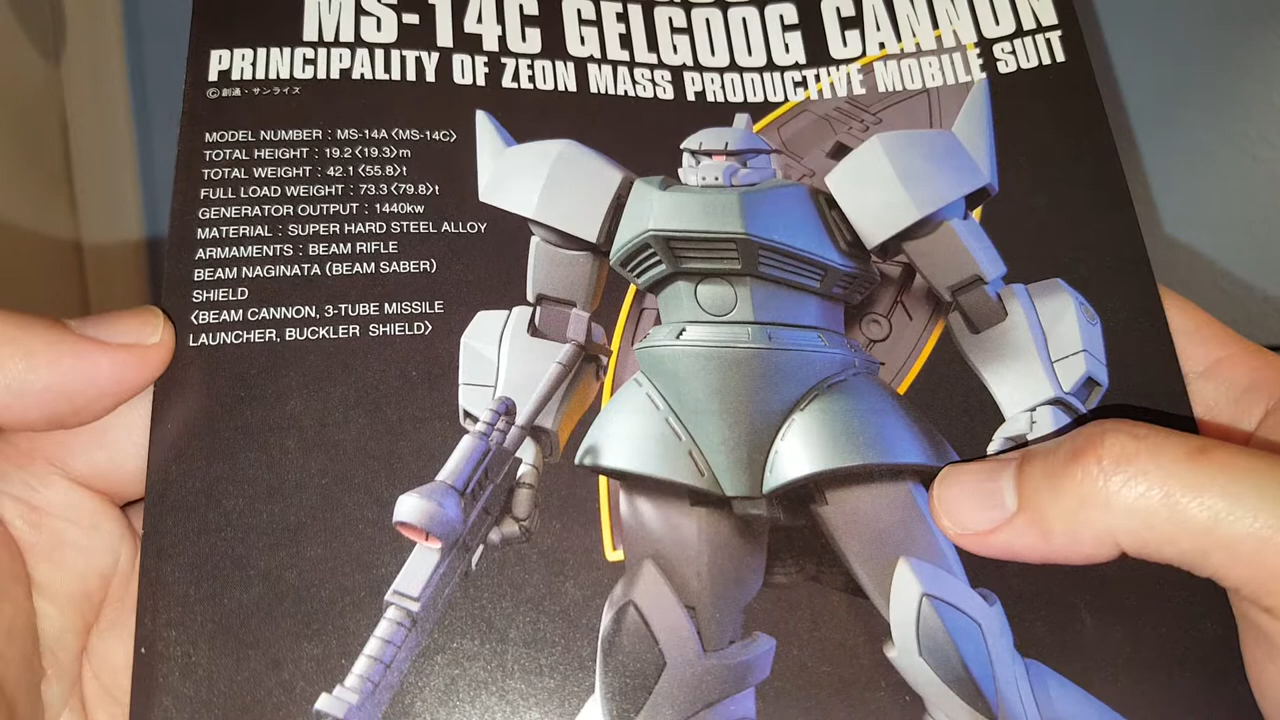 MS-14C GELGOOG CANNON
PRINCIPALITY OF ZEON MASS PRODUCTIVE MOBILE SUIT
©創通・サンライズ
MODEL NUMBER : MS-14A〈MS-14C〉
TOTAL HEIGHT : 19.2〈19.3〉m
TOTAL WEIGHT : 42.1〈55.8〉t
FULL LOAD WEIGHT : 73.3〈79.8〉t
GENERATOR OUTPUT : 1440kw
MATERIAL : SUPER HARD STEEL ALLOY
ARMAMENTS : BEAM RIFLE
BEAM NAGINATA (BEAM SABER)
SHIELD
〈BEAM CANNON, 3-TUBE MISSILE
LAUNCHER, BUCKLER SHIELD〉